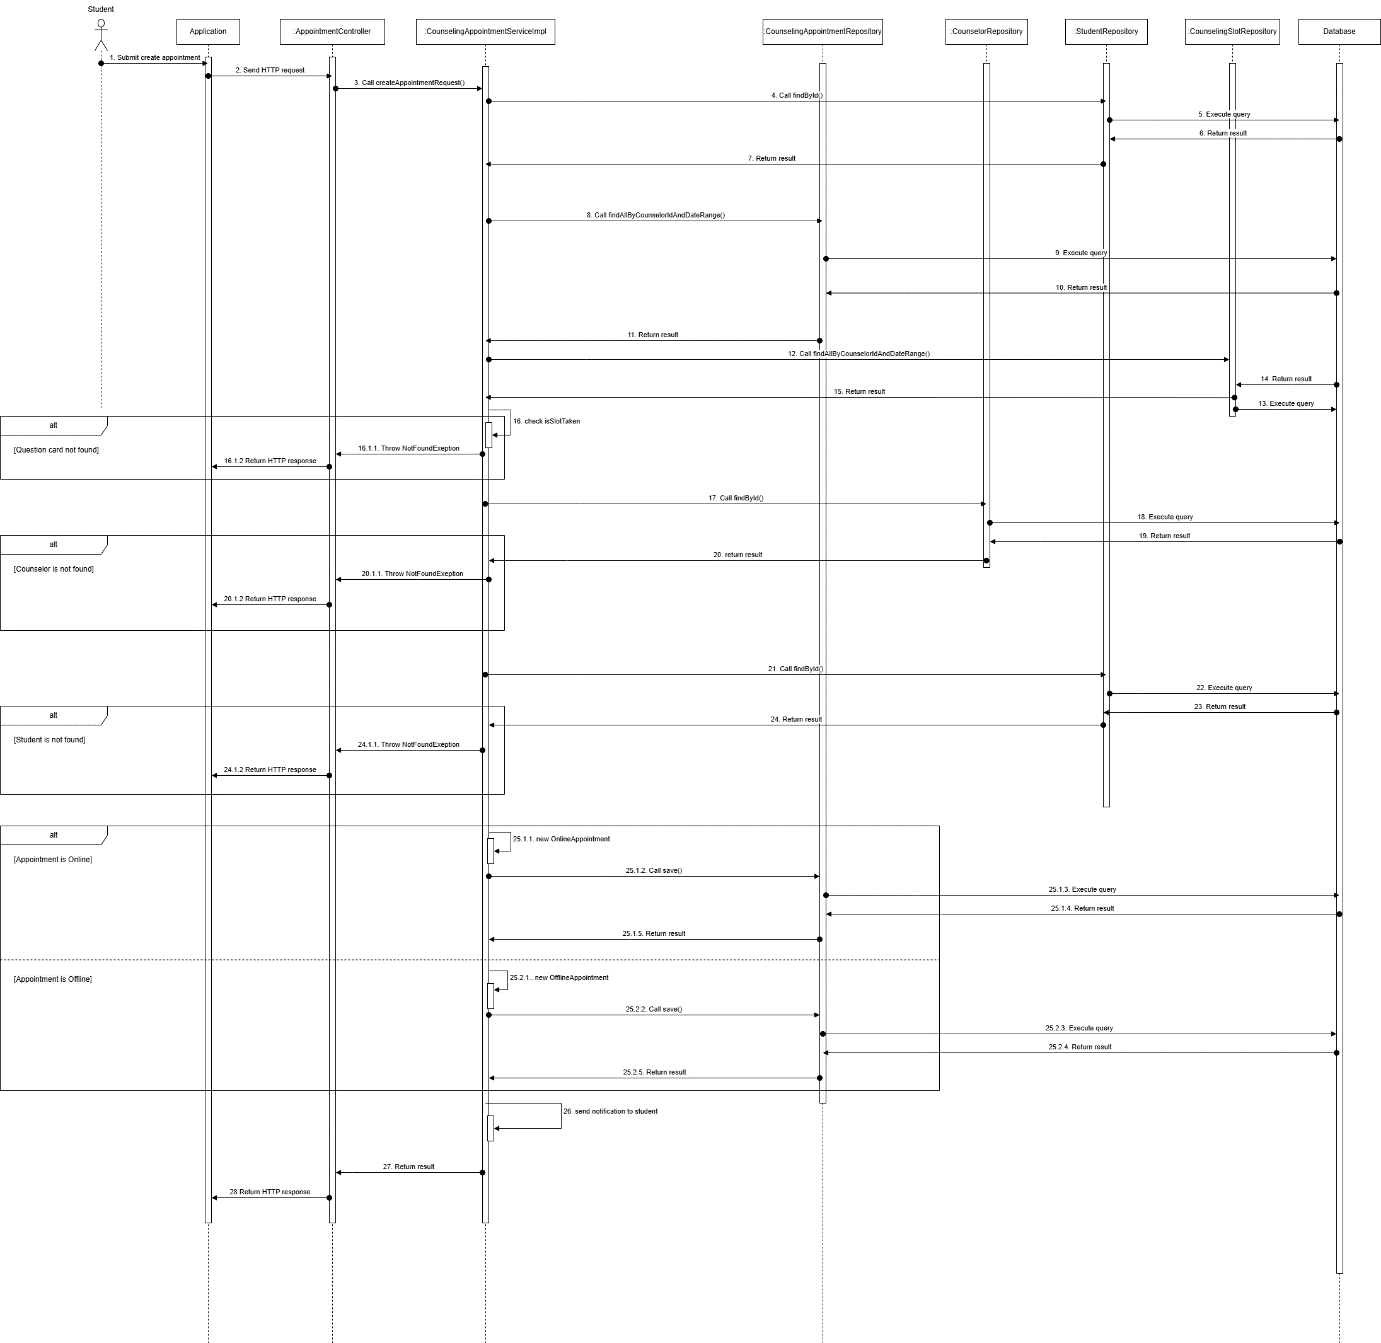 Student
Application
:AppointmentController
:CounselingAppointmentServiceImpl
:CounselingAppointmentRepository
:CounselorRepository
:StudentRepository
:CounselingSlotRepository
Database
1. Submit create appointment
2. Send HTTP request
3. Call createAppointmentRequest()
4. Call findById()
5. Execute query
6. Return result
7. Return result
8. Call findAllByCounselorIdAndDateRange()
9. Execute query
10. Return result
11. Return result
12. Call findAllByCounselorIdAndDateRange()
14. Return result
15. Return result
13. Execute query
alt
16. check isSlotTaken
[Question card not found]
16.1.1. Throw NotFoundExeption
16.1.2 Return HTTP response
17. Call findById()
18. Execute query
19. Return result
alt
20. return result
[Counselor is not found]
20.1.1. Throw NotFoundExeption
20.1.2 Return HTTP response
21. Call findById()
22. Execute query
23. Return result
alt
24. Return result
[Student is not found]
24.1.1. Throw NotFoundExeption
24.1.2 Return HTTP response
alt
25.1.1. new OnlineAppointment
[Appointment is Online]
25.1.2. Call save()
25.1.3. Execute query
25.1.4. Return result
25.1.5. Return result
[Appointment is Offline]
25.2.1.. new OfflineAppointment
25.2.2. Call save()
25.2.3. Execute query
25.2.4. Return result
25.2.5. Return result
26. send notification to student
27. Return result
28 Return HTTP response